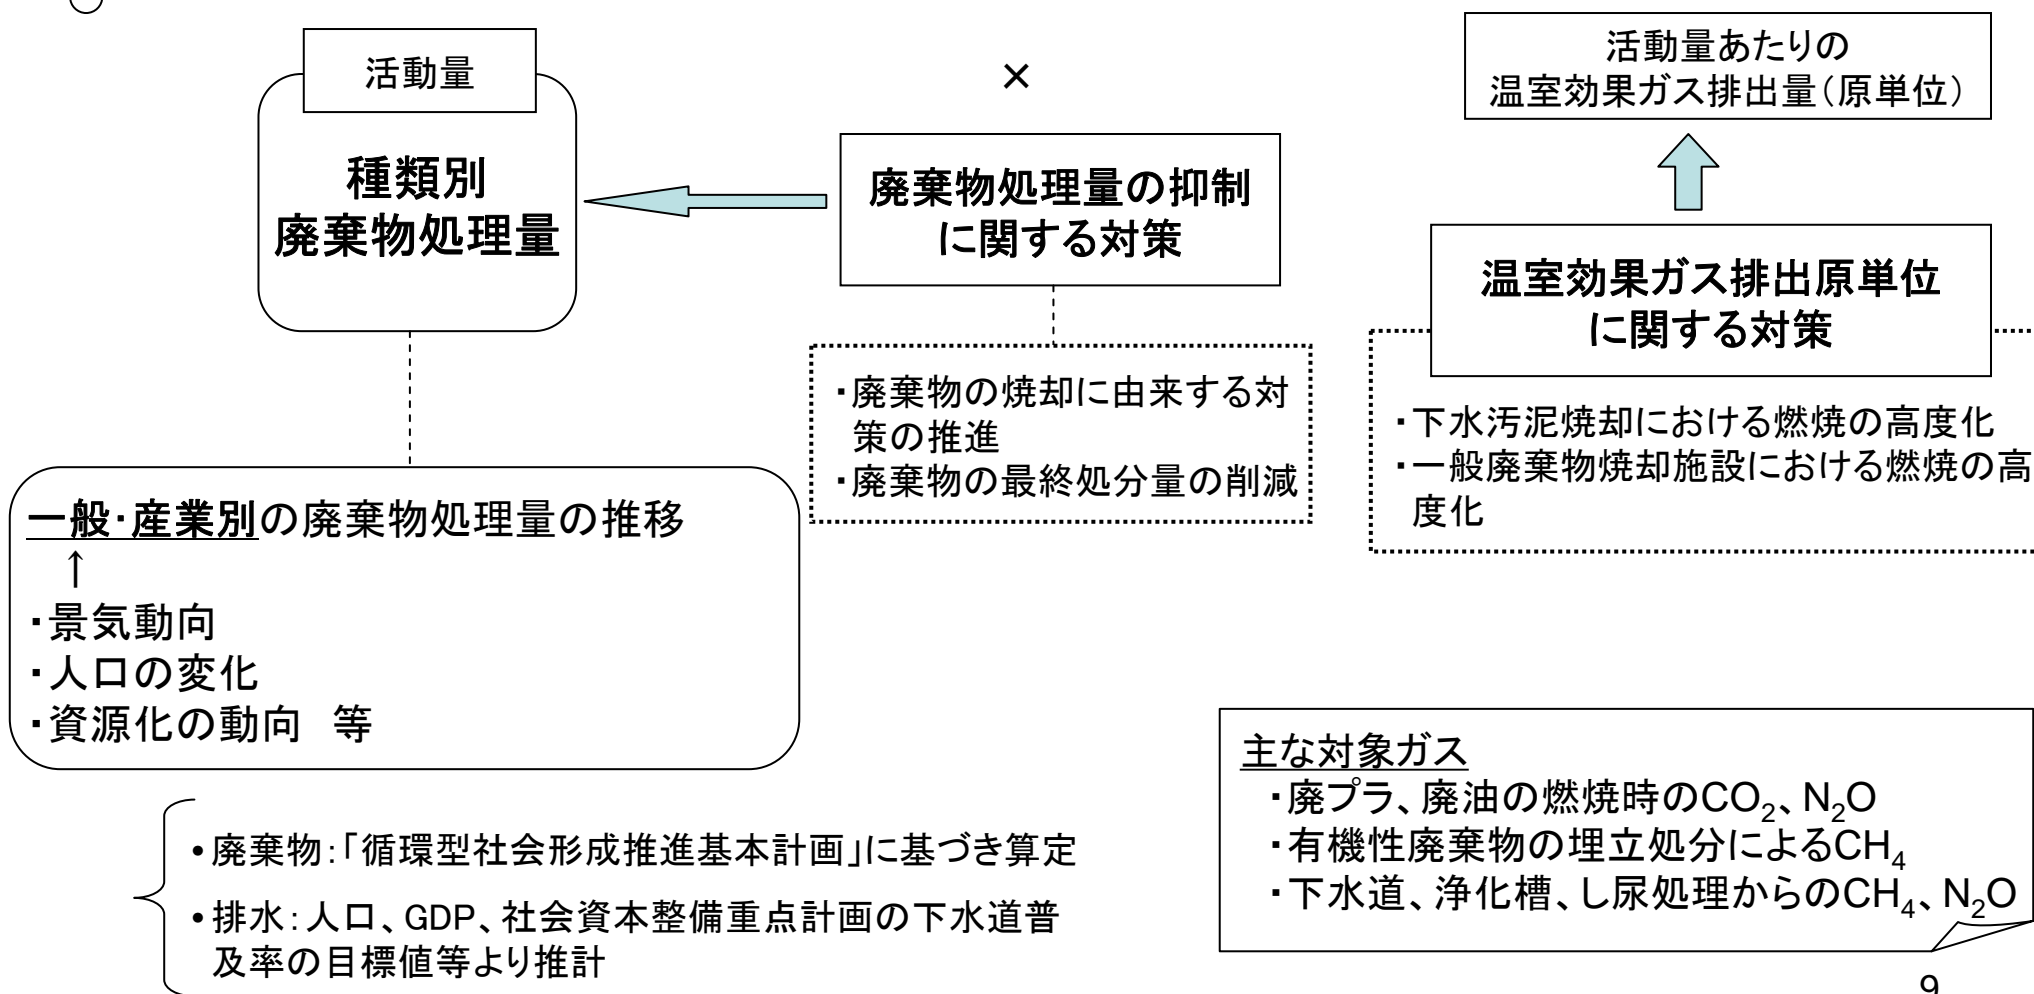 活動量
×
活動量あたりの
温室効果ガス排出量（原単位）
種類別
廃棄物処理量
廃棄物処理量の抑制
に関する対策
温室効果ガス排出原単位
に関する対策
・廃棄物の焼却に由来する対
策の推進
・廃棄物の最終処分量の削減
・下水汚泥焼却における燃焼の高度化
・一般廃棄物焼却施設における燃焼の高
度化
一般・産業別の廃棄物処理量の推移
↑
・景気動向
・人口の変化
・資源化の動向　等
主な対象ガス
・廃プラ、廃油の燃焼時のCO₂、N₂O
・有機性廃棄物の埋立処分によるCH₄
・下水道、浄化槽、し尿処理からのCH₄、N₂O
•廃棄物：「循環型社会形成推進基本計画」に基づき算定
•排水：人口、GDP、社会資本整備重点計画の下水道普
及率の目標値等より推計
9